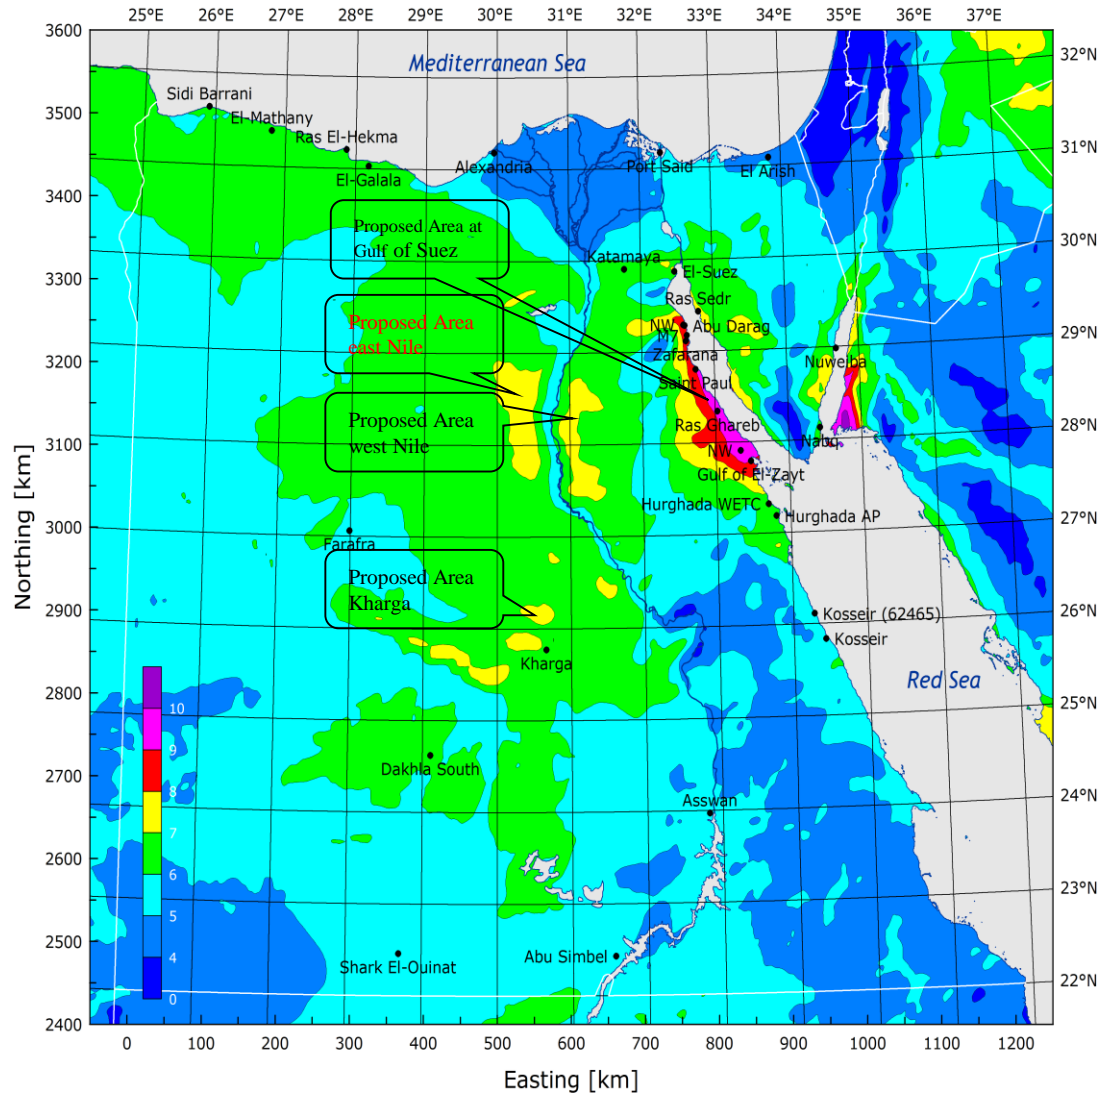 25°E 26°E 27°E 28°E 29°E 30°E 31°E 32°E 33°E 34°E 35°E 36°E 37°E
3600
3500
3400
3300
3200
3100
3000
2900
2800
2700
2600
2500
2400
Northing [km]
32°N
31°N
30°N
29°N
28°N
27°N
26°N
25°N
24°N
23°N
22°N
Mediterranean Sea
Sidi Barrani
El-Mathany
Ras El-Hekma
El-Galala
Alexandria
Port Said
El Arish
Proposed Area at
Gulf of Suez
Katamaya
El-Suez
Ras Sedr
Proposed Area
east Nile
NW
Abu Darag
M7
Zafarana
Saint Paul
Nuweiba
Proposed Area
west Nile
Ras Ghareb
Nabq
NW
Gulf of El-Zayt
Hurghada WETC
Hurghada AP
Farafra
Proposed Area
Kharga
Kosseir (62465)
Kosseir
Kharga
Red Sea
10
9
8
7
6
5
4
0
Dakhla South
Asswan
Shark El-Ouinat
Abu Simbel
0 100 200 300 400 500 600 700 800 900 1000 1100 1200
Easting [km]